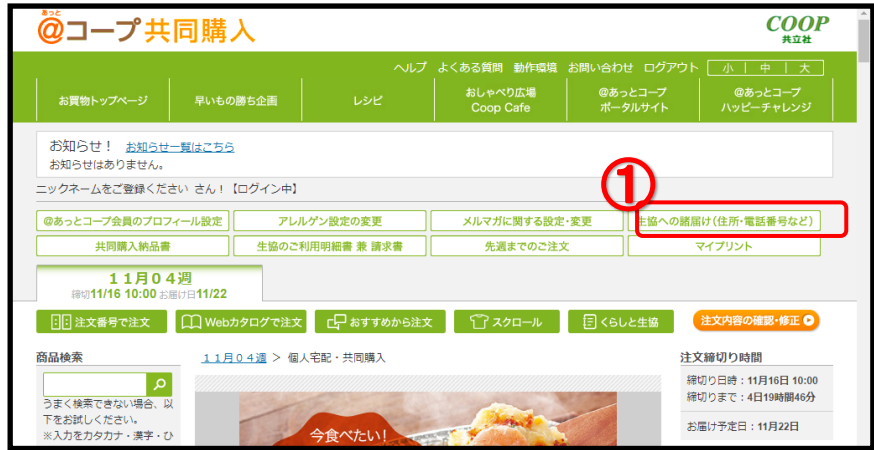 あっと
@コープ共同購入
COOP
共立社
ヘルプ よくある質問 動作環境 お問い合わせ ログアウト 小 | 中 | 大
お買物トップページ
早いもの勝ち企画
レシピ
おしゃべり広場
Coop Cafe
@あっとコープ
ポータルサイト
@あっとコープ
ハッピーチャレンジ
お知らせ! お知らせ一覧はこちら
お知らせはありません。
ニックネームをご登録ください さん!【ログイン中】
①
@あっとコープ会員のプロフィール設定 アレルゲン設定の変更 メルマガに関する設定・変更 生協への諸届け(住所・電話番号など)
共同購入納品書 生協のご利用明細書 兼 請求書 先週までのご注文 マイプリント
11月04週
締切11/16 10:00 お届け日11/22
注文番号で注文 Webカタログで注文 おすすめから注文 スクロール くらしと生協 注文内容の確認・修正
商品検索
うまく検索できない場合、以
下をお試しください。
※入力をカタカナ・漢字・ひ
11月04週 > 個人宅配・共同購入
今食べたい!
注文締切り時間
締切り日時:11月16日 10:00
締切りまで:4日19時間46分
お届け予定日:11月22日